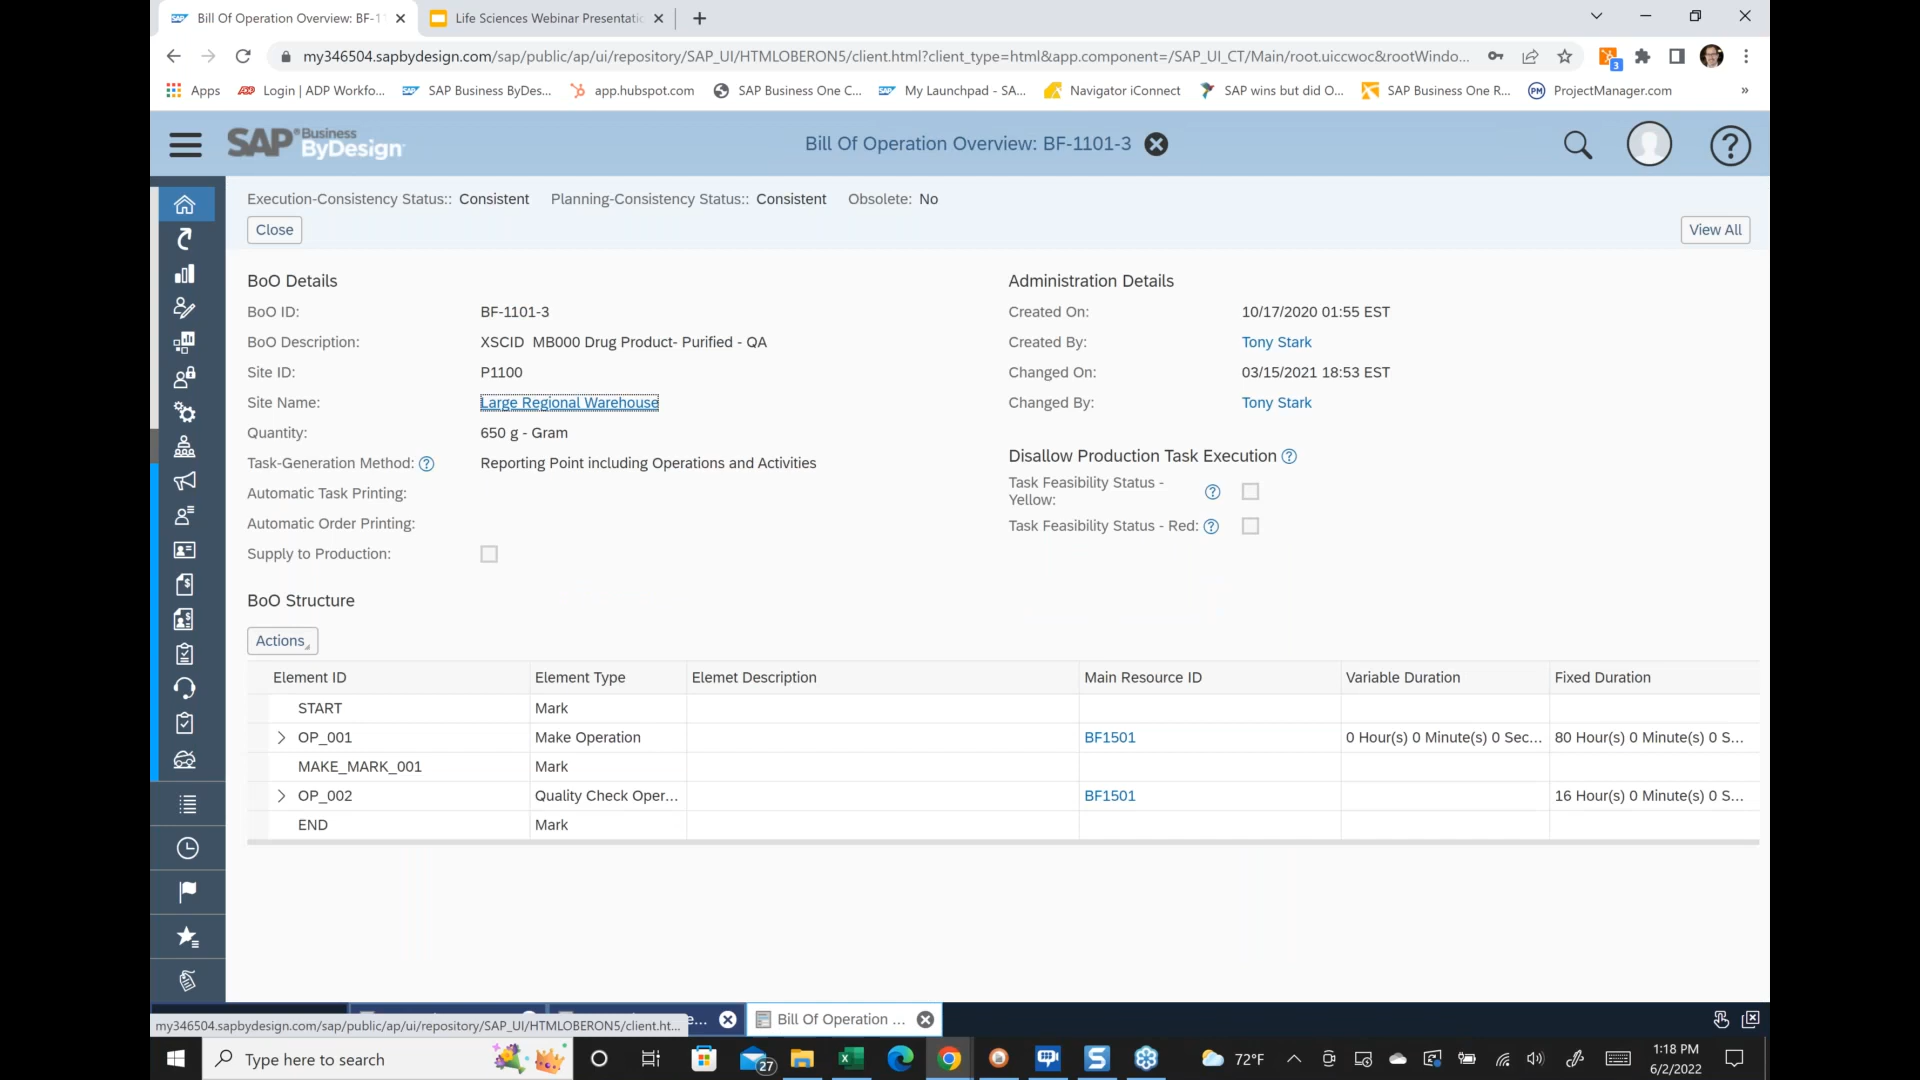 Bill Of Operation Overview: BF-1
Life Sciences Webinar Presentatio
my346504.sapbydesign.com/sap/public/ap/ui/repository/SAP_UI/HTMLOBERON5/client.html?client_type=html&app.component=/SAP_UI_CT/Main/root.uiccwoc&rootWindo...
3
Apps
Login | ADP Workfo...
SAP Business ByDes...
app.hubspot.com
SAP Business One C...
My Launchpad - SA...
Navigator iConnect
SAP wins but did O...
SAP Business One R...
PM ProjectManager.com
»
SAP Business ByDesign
Bill Of Operation Overview: BF-1101-3
Execution-Consistency Status:: Consistent Planning-Consistency Status:: Consistent Obsolete: No
Close
View All
BoO Details
BoO ID: BF-1101-3
BoO Description: XSCID MB000 Drug Product- Purified - QA
Site ID: P1100
Site Name: Large Regional Warehouse
Quantity: 650 g - Gram
Task-Generation Method: Reporting Point including Operations and Activities
Automatic Task Printing:
Automatic Order Printing:
Supply to Production:
Administration Details
Created On: 10/17/2020 01:55 EST
Created By: Tony Stark
Changed On: 03/15/2021 18:53 EST
Changed By: Tony Stark
Disallow Production Task Execution
Task Feasibility Status -
Yellow:
Task Feasibility Status - Red:
BoO Structure
Actions
Element ID Element Type Elemet Description Main Resource ID Variable Duration Fixed Duration
START Mark
OP_001 Make Operation BF1501 0 Hour(s) 0 Minute(s) 0 Sec... 80 Hour(s) 0 Minute(s) 0 S...
MAKE_MARK_001 Mark
OP_002 Quality Check Oper... BF1501 16 Hour(s) 0 Minute(s) 0 S...
END Mark
my346504.sapbydesign.com/sap/public/ap/ui/repository/SAP_UI/HTMLOBERON5/client.ht...
e...
Bill Of Operation ...
Type here to search
27
72°F
1:18 PM
6/2/2022